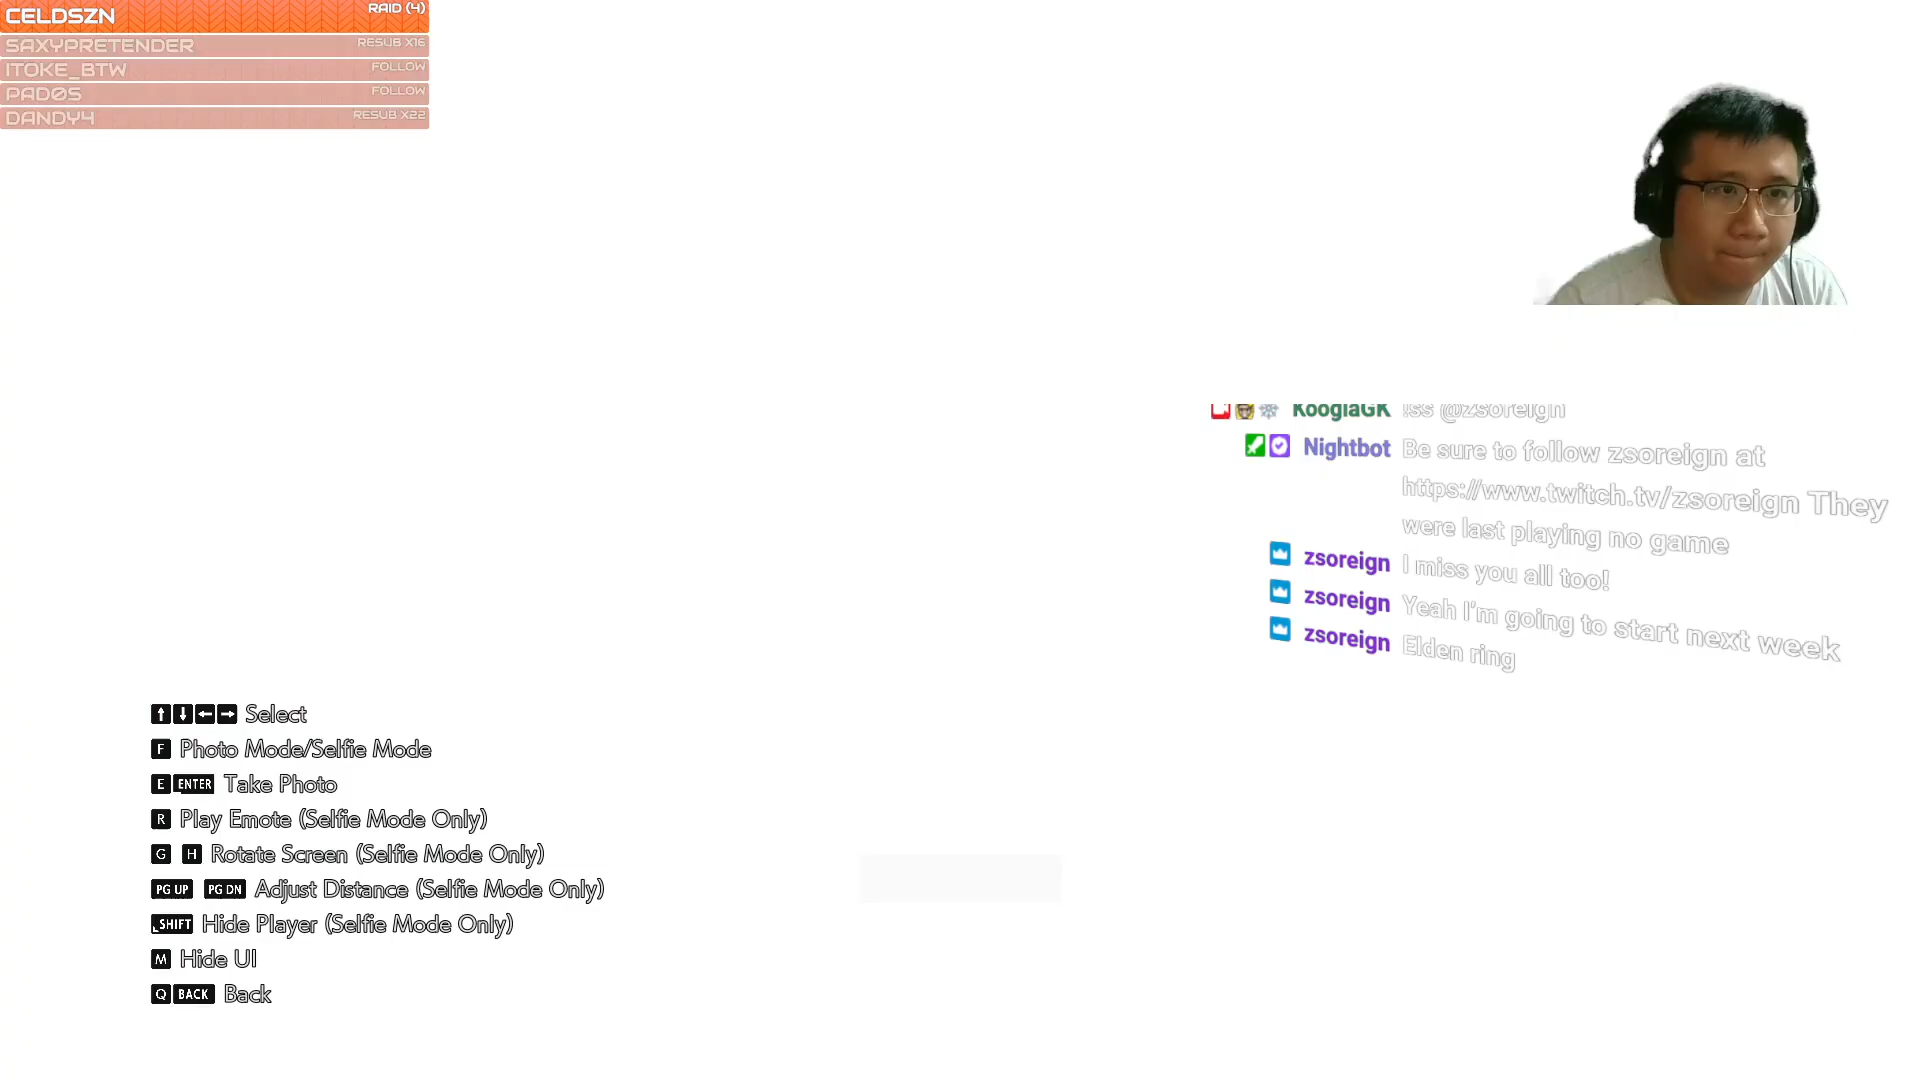 CELDSZN RAID (4)
SAXYPRETENDER RESUB X16
ITOKE_BTW FOLLOW
PAD0S FOLLOW
DANDY4 RESUB X22
KooglaGK !ss @zsoreign
Nightbot Be sure to follow zsoreign at
https://www.twitch.tv/zsoreign They
were last playing no game
zsoreign I miss you all too!
zsoreign Yeah I'm going to start next week
zsoreign Elden ring
↑ ↓ ← → Select
F Photo Mode/Selfie Mode
E ENTER Take Photo
R Play Emote (Selfie Mode Only)
G H Rotate Screen (Selfie Mode Only)
PG UP PG DN Adjust Distance (Selfie Mode Only)
L SHIFT Hide Player (Selfie Mode Only)
M Hide UI
Q BACK Back